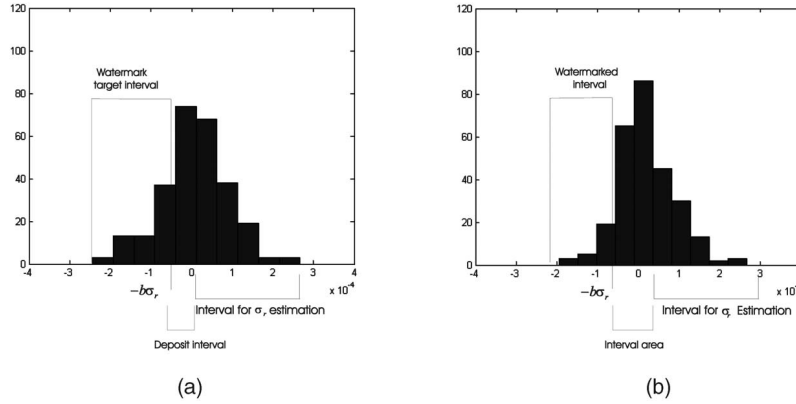 120
100
80
60
40
20
0
Watermark
target interval
-4 -3 -2 -1 0 1 2 3 4
x 10⁻⁴
−bσᵣ
Interval for σᵣ estimation
Deposit interval
(a)
120
100
80
60
40
20
0
Watermarked
interval
-4 -3 -2 -1 0 1 2 3
x 10
−bσᵣ
Interval for σᵣ Estimation
Interval area
(b)